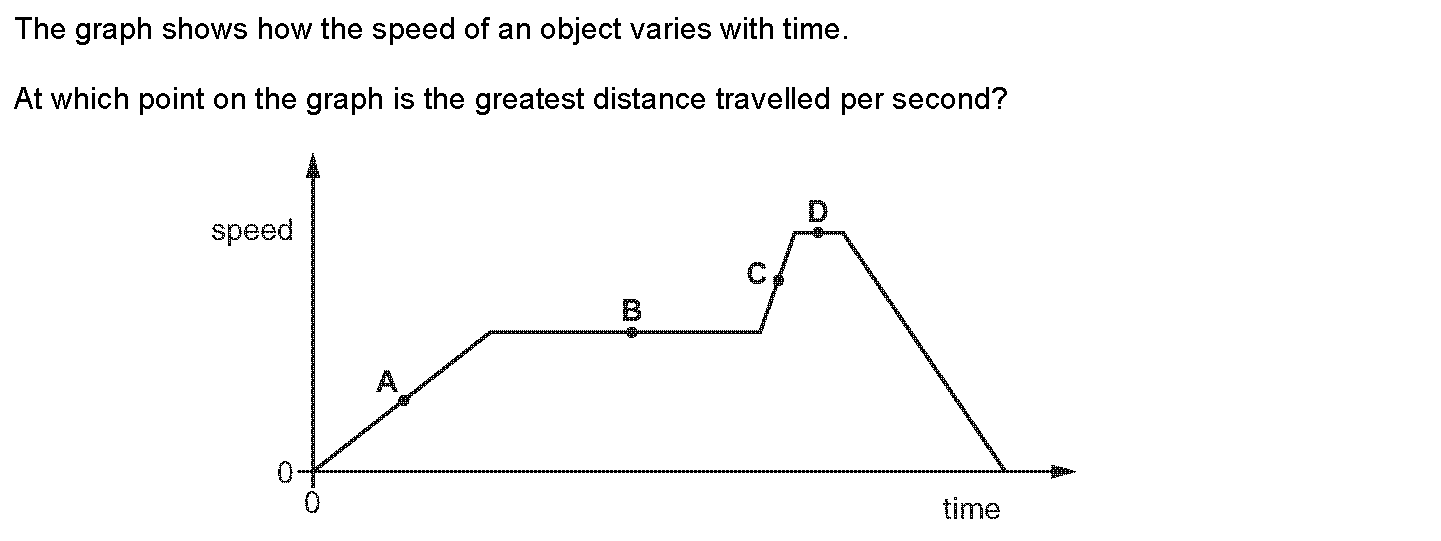 The graph shows how the speed of an object varies with time.
At which point on the graph is the greatest distance travelled per second?
D
speed
C
B
A
0
0
time